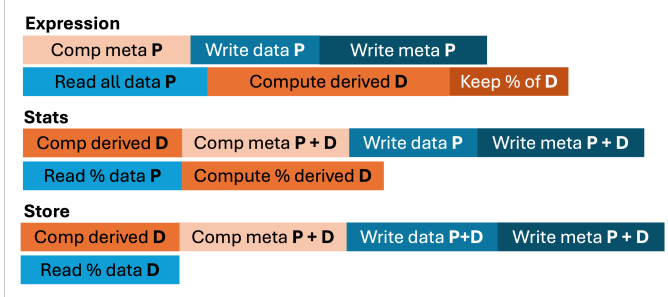 Expression
Comp meta P Write data P Write meta P
Read all data P Compute derived D Keep % of D
Stats
Comp derived D Comp meta P + D Write data P Write meta P + D
Read % data P Compute % derived D
Store
Comp derived D Comp meta P + D Write data P+D Write meta P + D
Read % data D